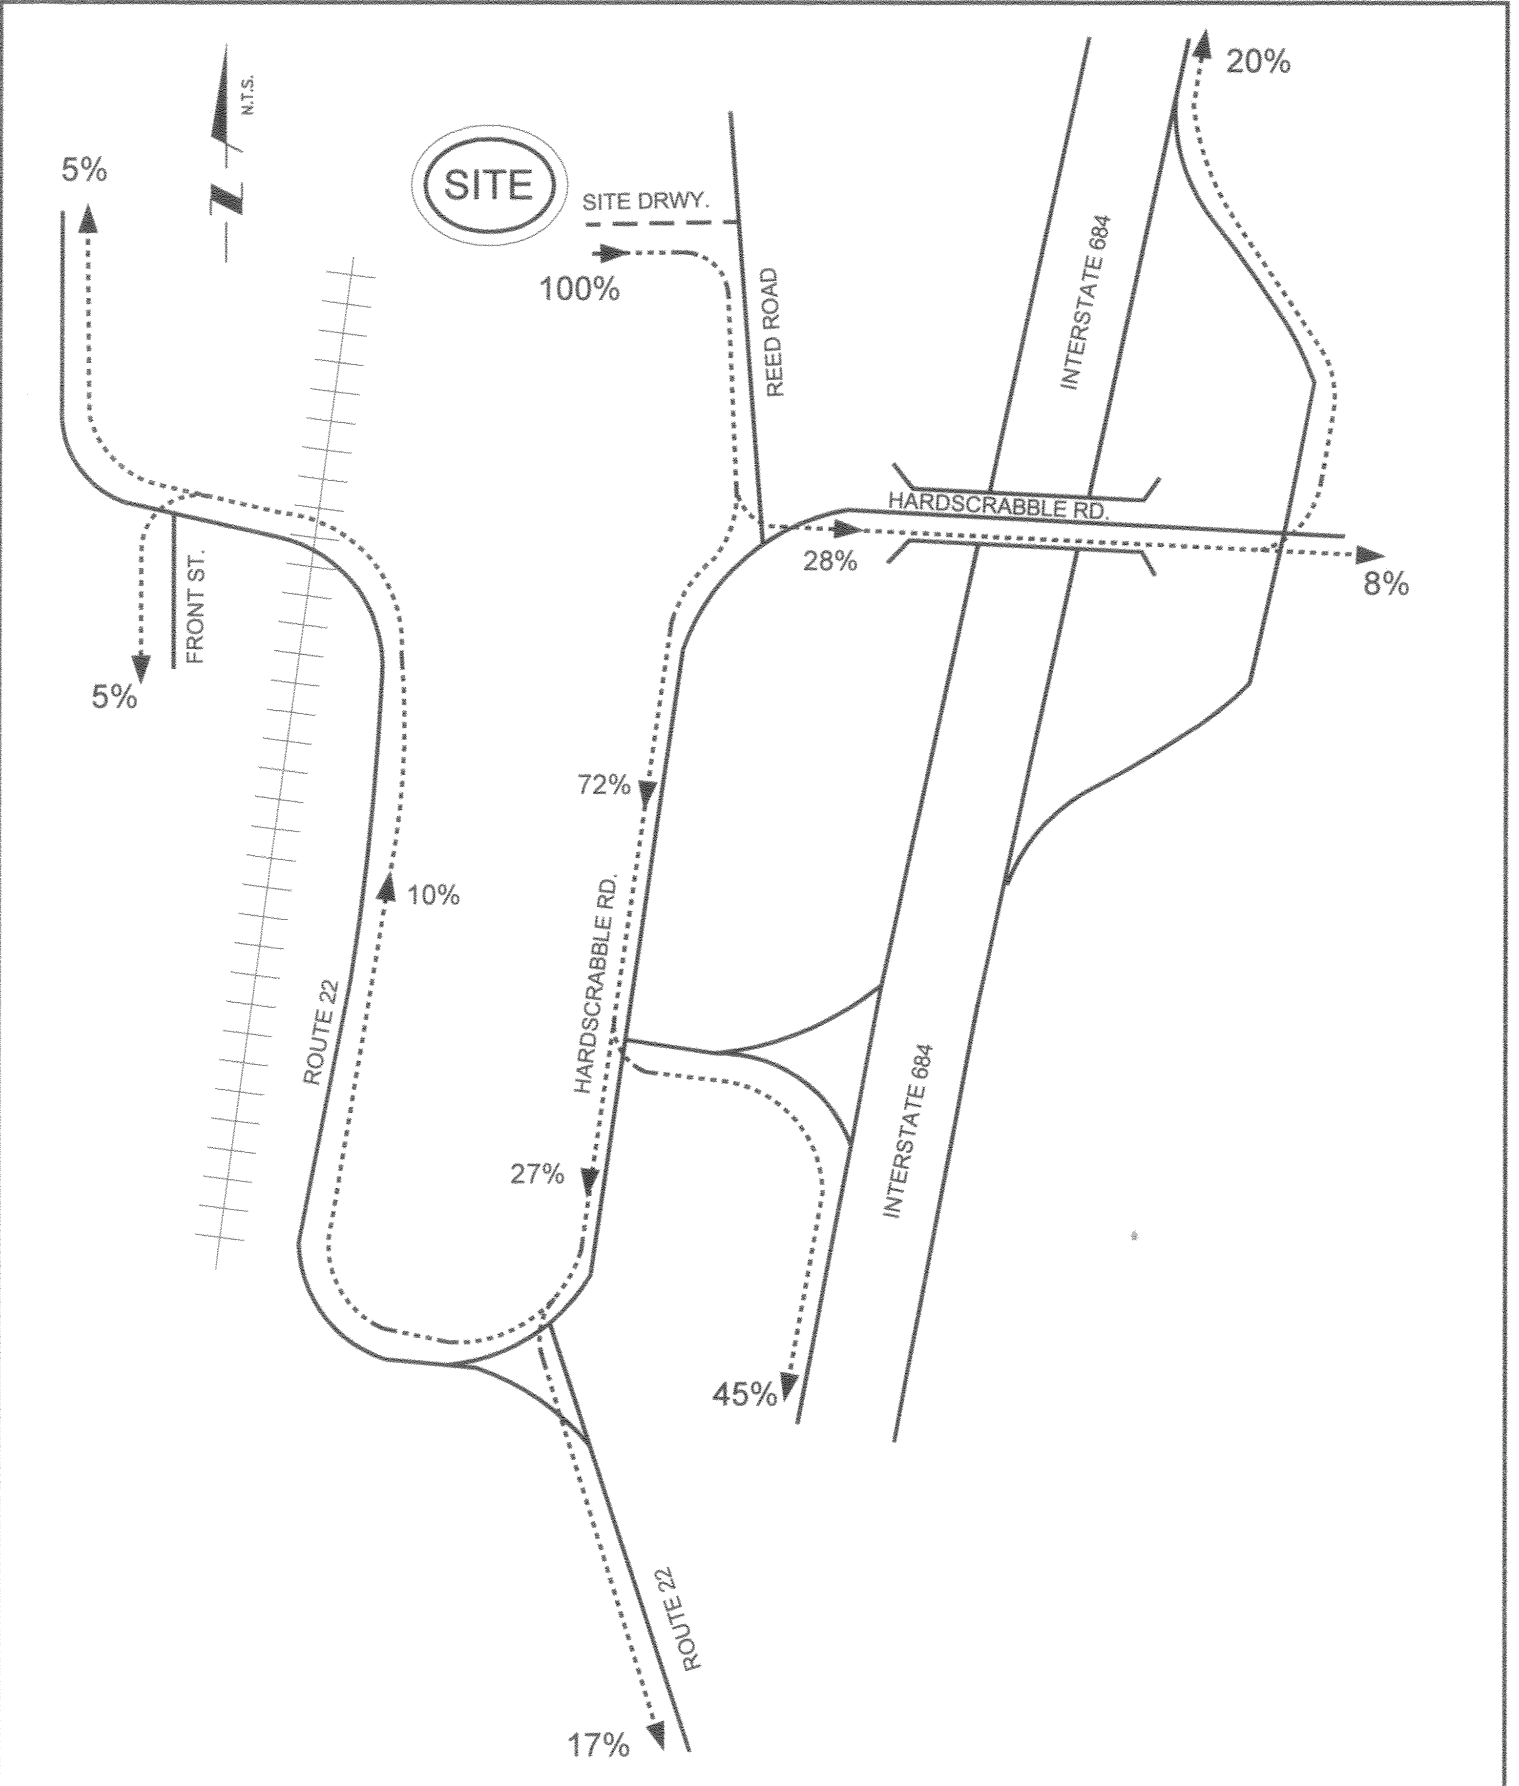 20%
N.T.S.
5%
SITE
SITE DRWY.
100%
INTERSTATE 684
REED ROAD
HARDSCRABBLE RD.
28%
8%
FRONT ST.
5%
72%
10%
HARDSCRABBLE RD.
ROUTE 22
INTERSTATE 684
27%
45%
ROUTE 22
17%